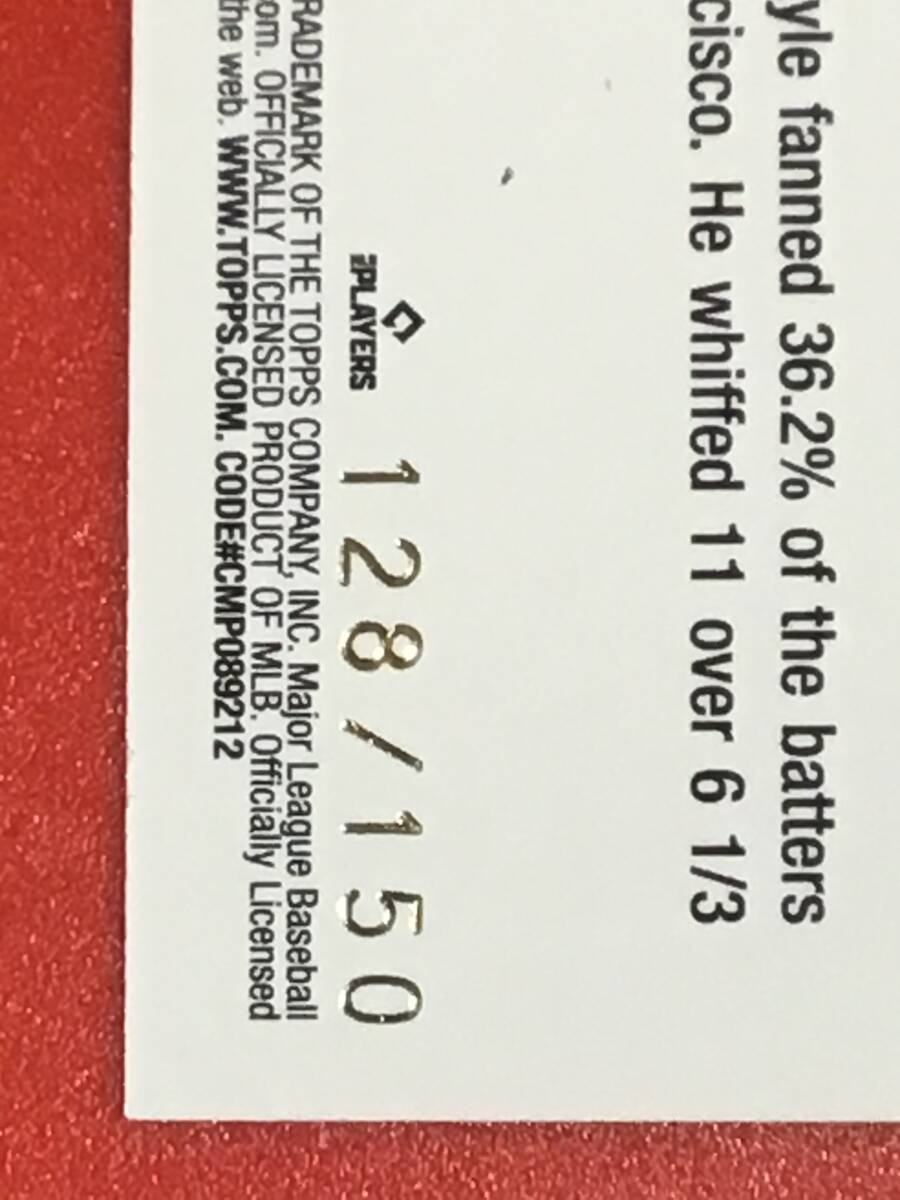 yle fanned 36.2% of the batters
cisco. He whiffed 11 over 6 1/3
PLAYERS
128/150
RADEMARK OF THE TOPPS COMPANY, INC. Major League Baseball
om. OFFICIALLY LICENSED PRODUCT OF MLB. Officially Licensed
the web. WWW.TOPPS.COM. CODE#CMP089212